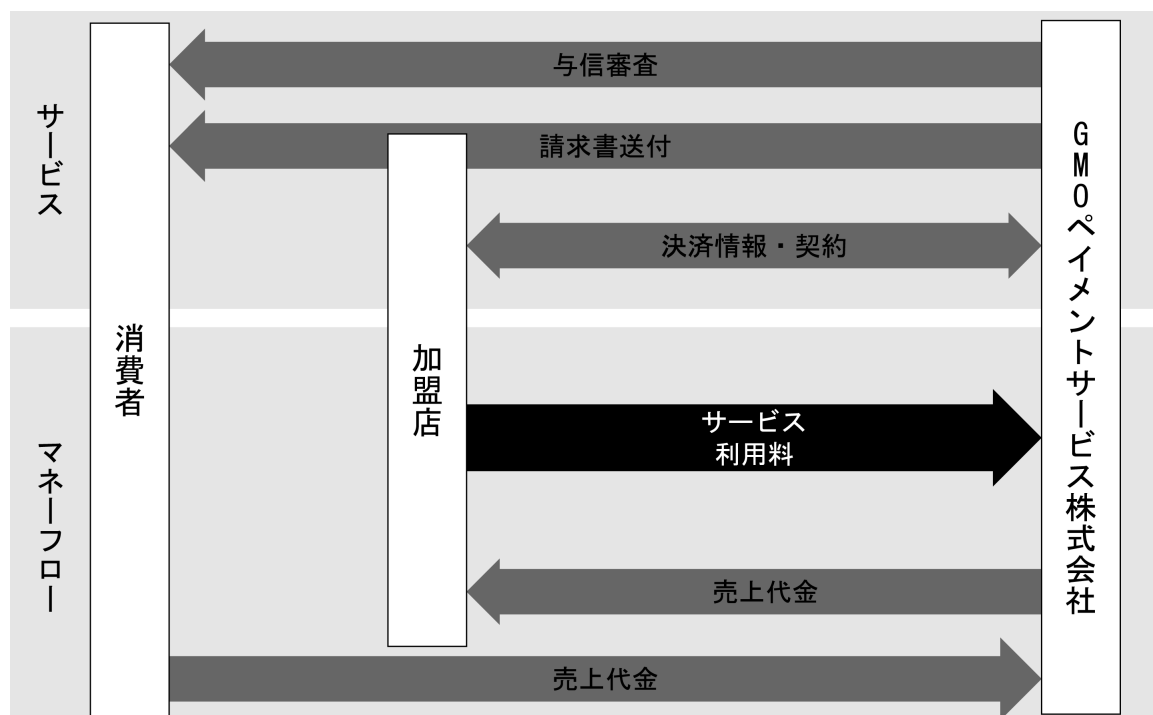 サービス
与信審査
請求書送付
決済情報・契約
消費者
加盟店
GMOペイメントサービス株式会社
マネーフロー
サービス
利用料
売上代金
売上代金